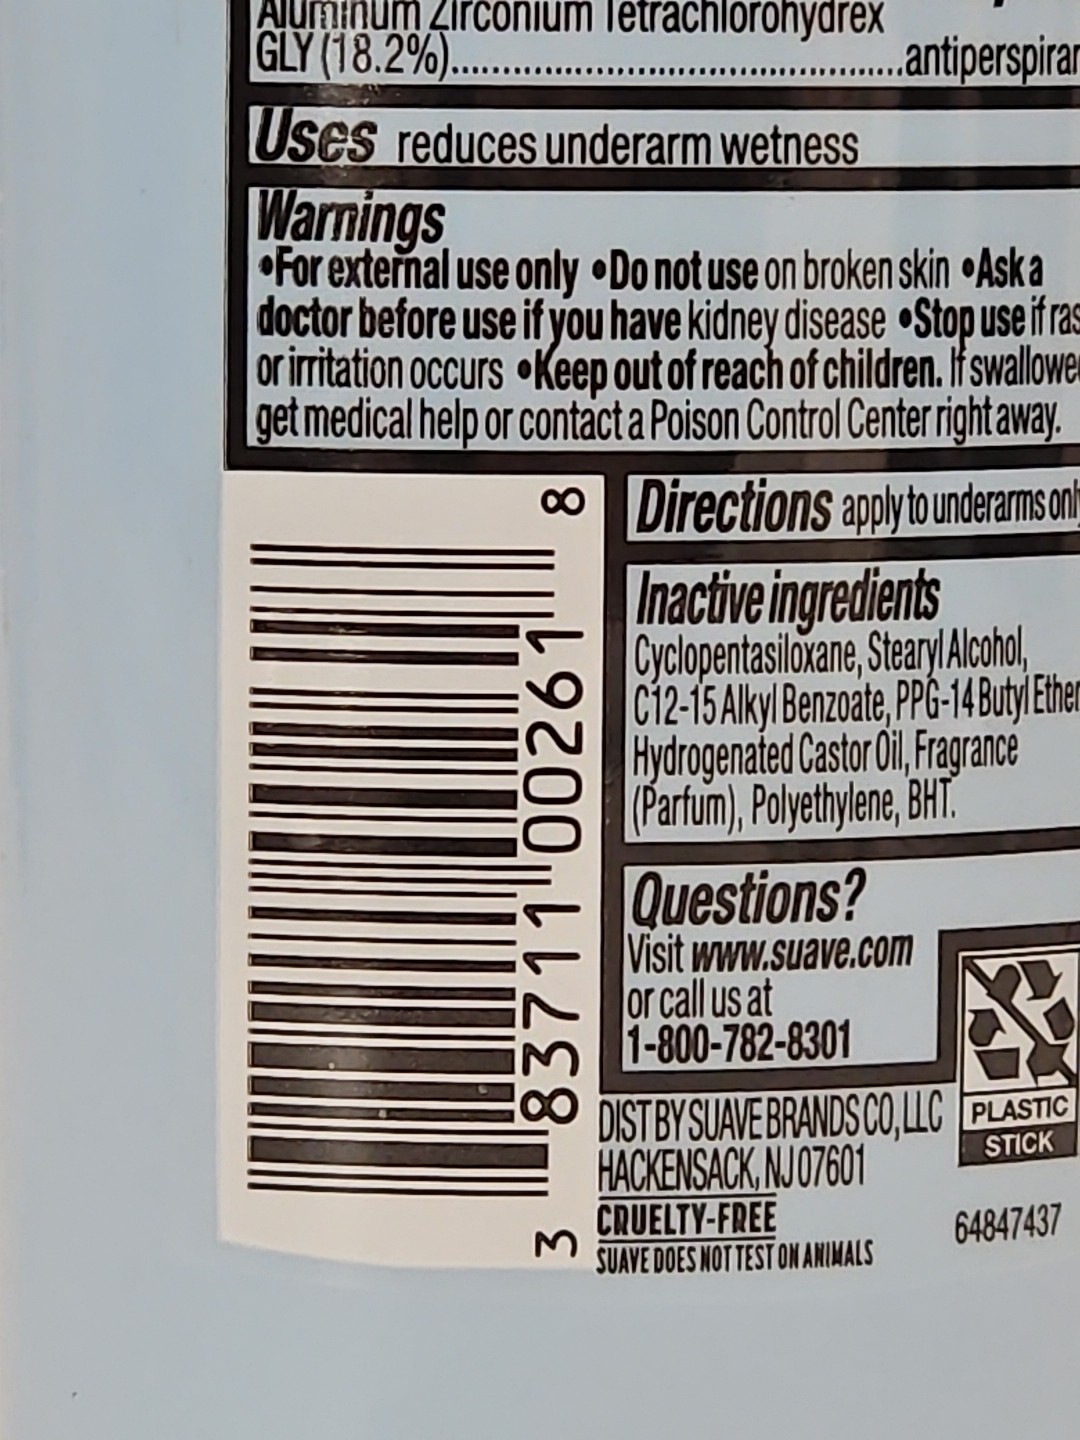 Aluminum Zirconium Tetrachlorohydrex
GLY (18.2%)..........................................antiperspiran
Uses reduces underarm wetness
Warnings
•For external use only •Do not use on broken skin •Ask a
doctor before use if you have kidney disease •Stop use if ras
or irritation occurs •Keep out of reach of children. If swallowe
get medical help or contact a Poison Control Center right away.
Directions apply to underarms only
Inactive ingredients
Cyclopentasiloxane, Stearyl Alcohol,
C12-15 Alkyl Benzoate, PPG-14 Butyl Ether
Hydrogenated Castor Oil, Fragrance
(Parfum), Polyethylene, BHT.
Questions?
Visit www.suave.com
or call us at
1-800-782-8301
PLASTIC
STICK
DIST BY SUAVE BRANDS CO, LLC
HACKENSACK, NJ 07601
CRUELTY-FREE
SUAVE DOES NOT TEST ON ANIMALS
64847437
3 83711 00261 8